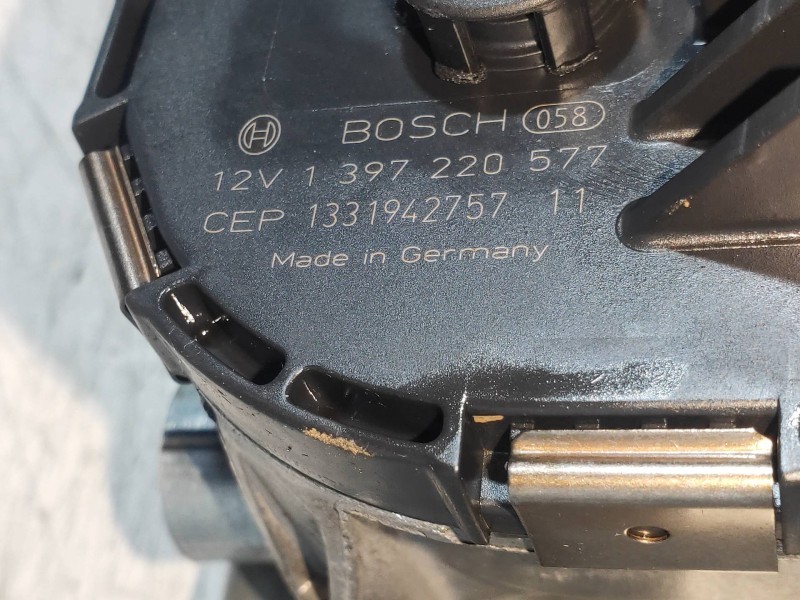 BOSCH 058
12V 1 397 220 577
CEP 1331942757 11
Made in Germany